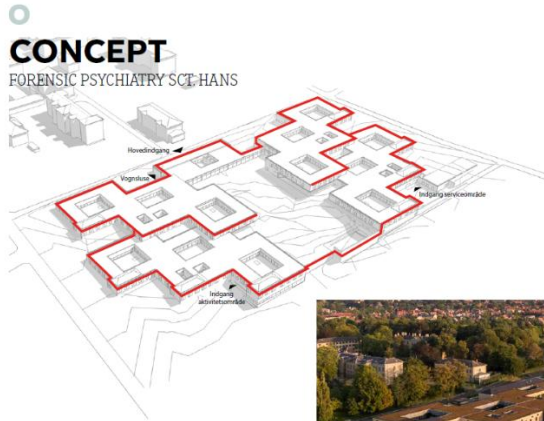 CONCEPT
FORENSIC PSYCHIATRY SCT. HANS
Hovedindgang
Vognsluse
Indgang serviceområde
Indgang
aktivitetsområde